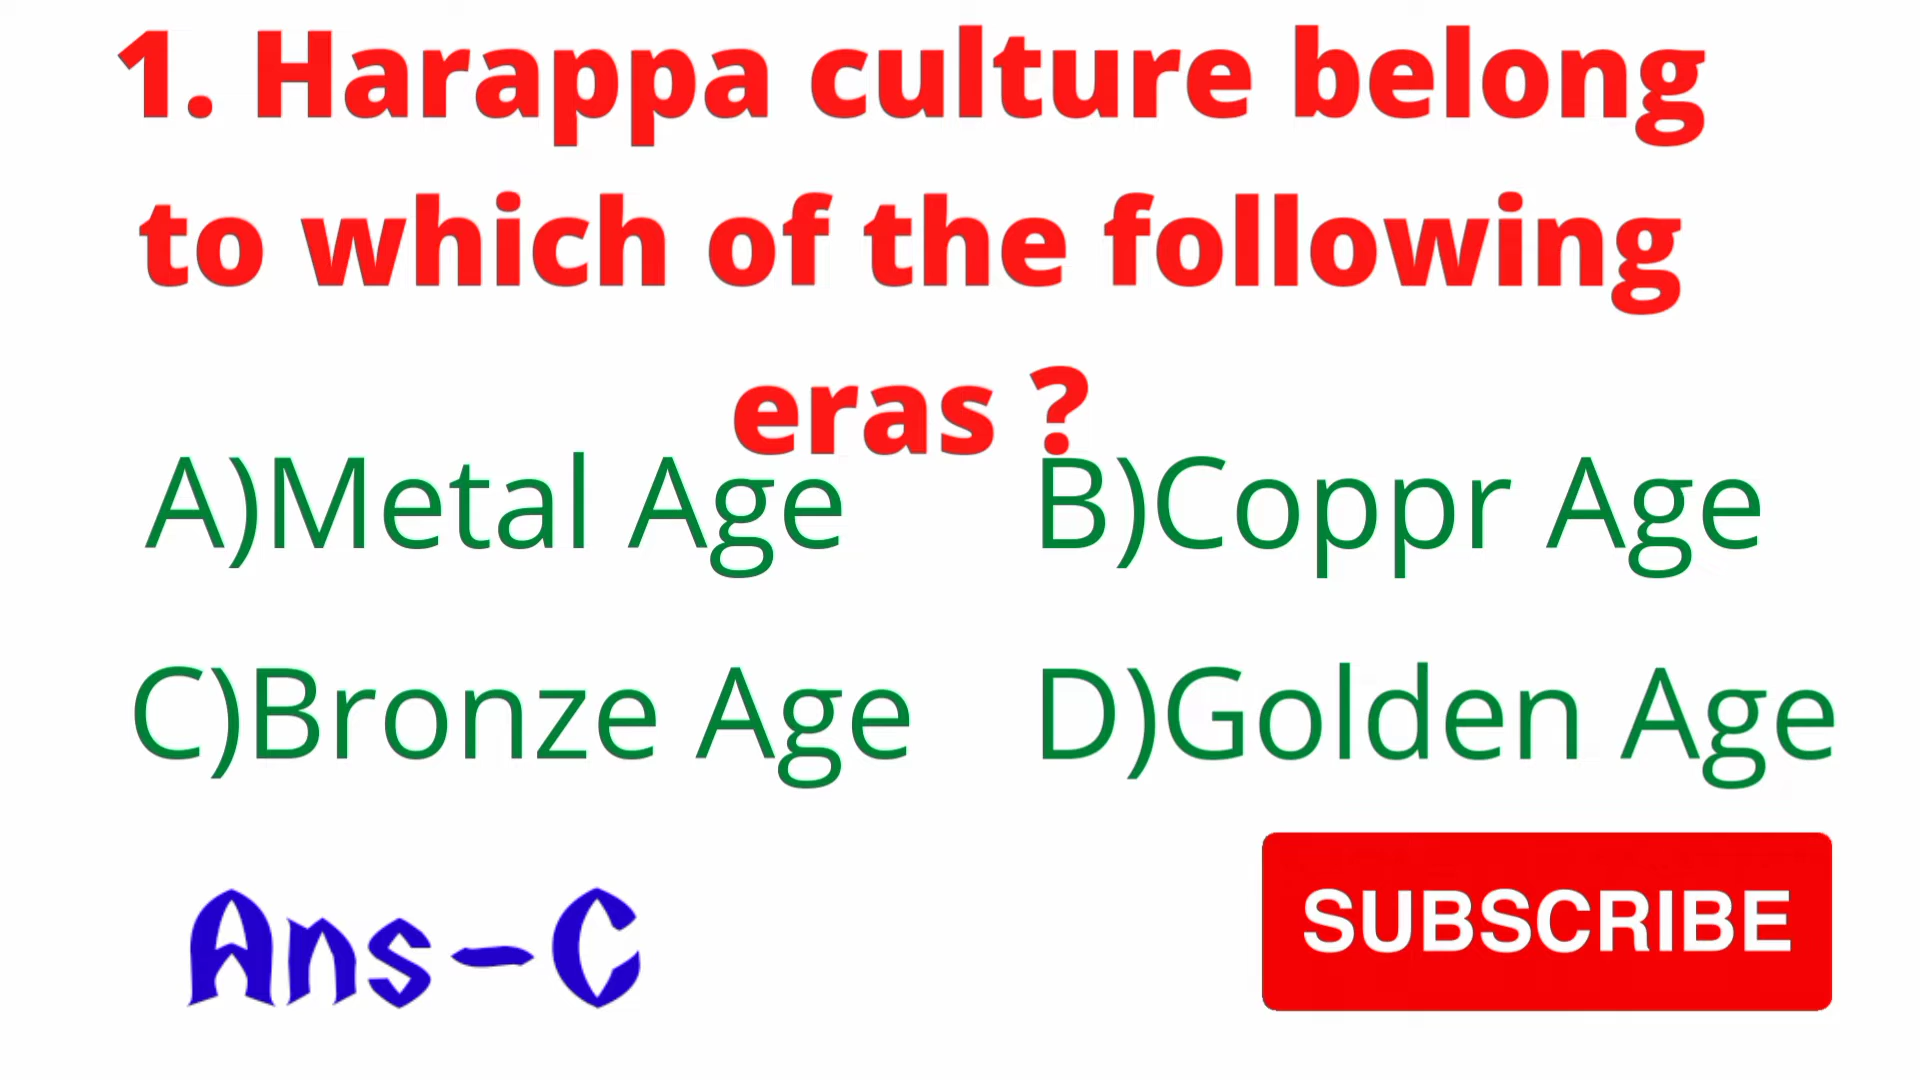 1. Harappa culture belong
to which of the following
eras ?
A)Metal Age B)Coppr Age
C)Bronze Age D)Golden Age
Ans-C
SUBSCRIBE